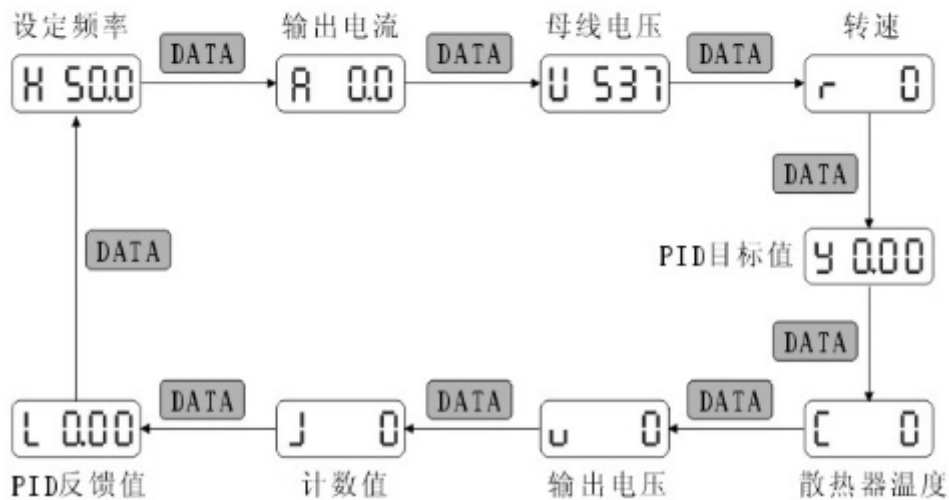 设定频率 输出电流 母线电压 转速
DATA DATA DATA
H 50.0 A 0.0 U 537 r 0
DATA
DATA PID目标值 y 0.00
DATA
DATA DATA DATA
L 0.00 J 0 u 0 C 0
PID反馈值 计数值 输出电压 散热器温度